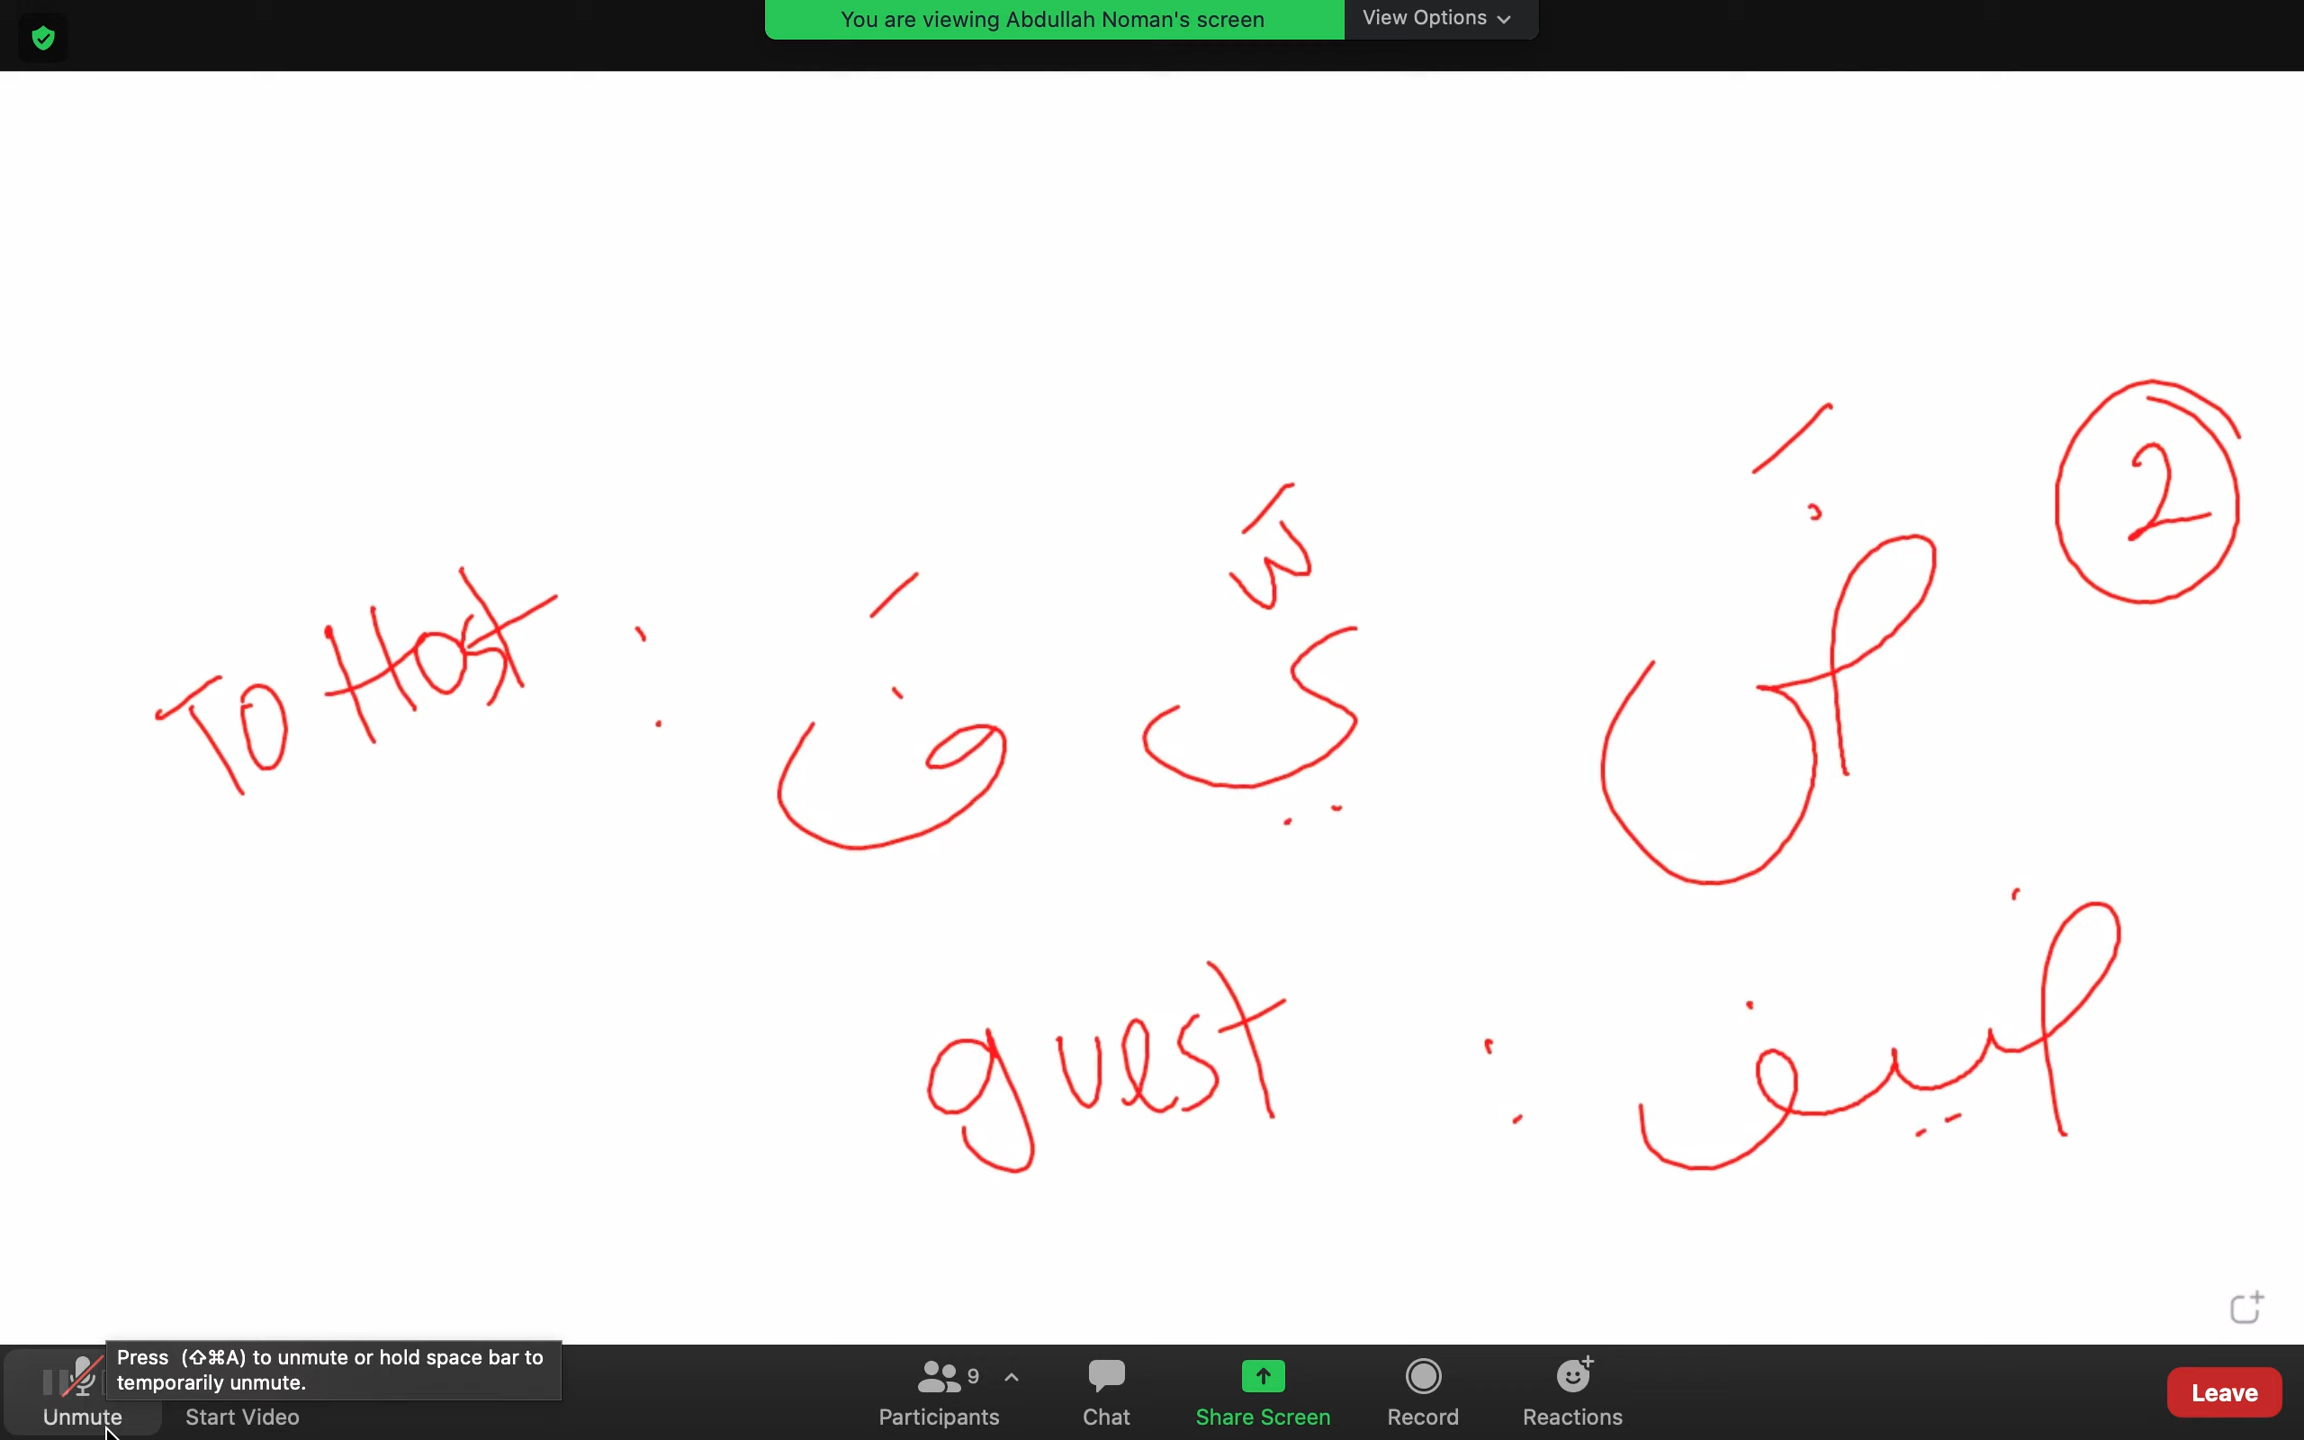 You are viewing Abdullah Noman's screen View Options
2
ضَ يَّ فَ : To Host
ضيف : guest
Press (⇧⌘A) to unmute or hold space bar to
temporarily unmute.
Unmute Start Video Participants 9 Chat Share Screen Record Reactions Leave